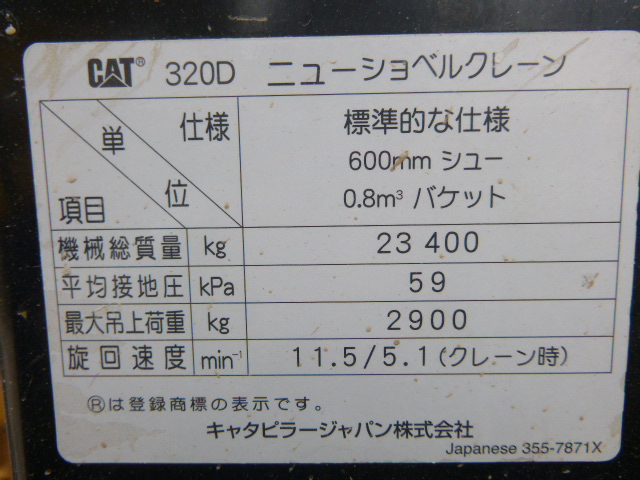 CAT® 320D ニューショベルクレーン
単位 仕様 項目
標準的な仕様
600mm シュー
0.8m³ バケット
機械総質量 kg 23 400
平均接地圧 kPa 59
最大吊上荷重 kg 2900
旋回速度 min⁻¹ 11.5/5.1(クレーン時)
Ⓡは登録商標の表示です。
キャタピラージャパン株式会社
Japanese 355-7871X